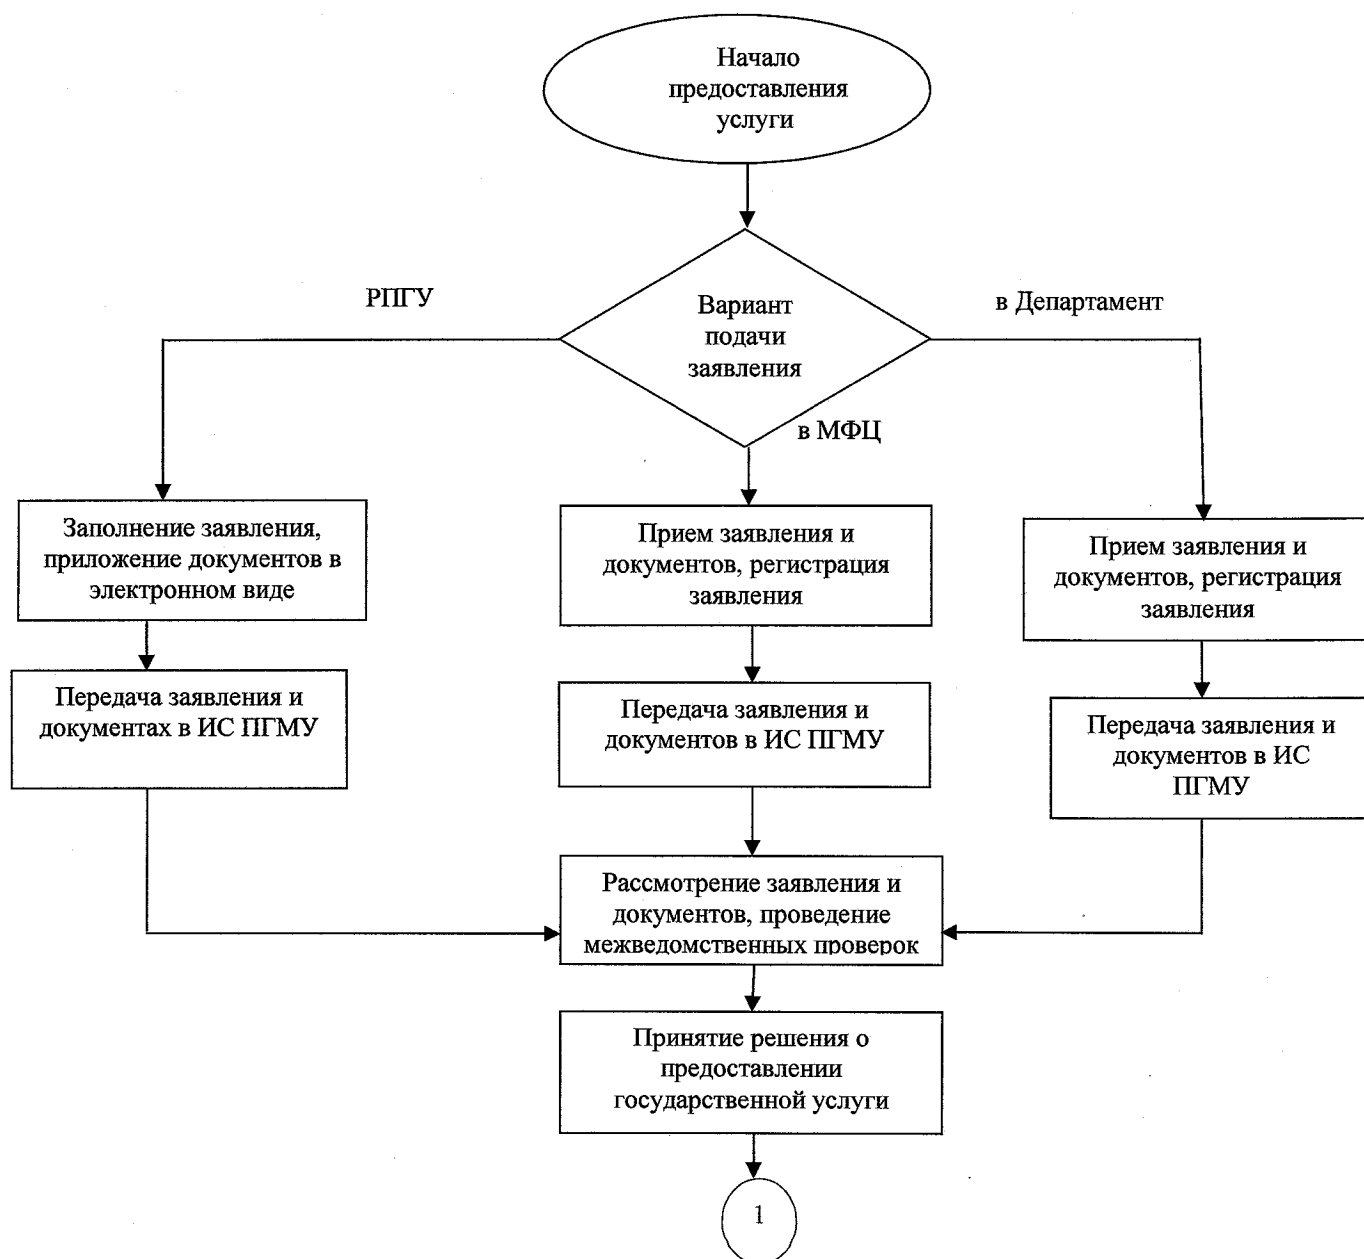 Начало
предоставления
услуги
РПГУ
Вариант
подачи
заявления
в Департамент
в МФЦ
Заполнение заявления,
приложение документов в
электронном виде
Прием заявления и
документов, регистрация
заявления
Прием заявления и
документов, регистрация
заявления
Передача заявления и
документах в ИС ПГМУ
Передача заявления и
документов в ИС ПГМУ
Передача заявления и
документов в ИС
ПГМУ
Рассмотрение заявления и
документов, проведение
межведомственных проверок
Принятие решения о
предоставлении
государственной услуги
1